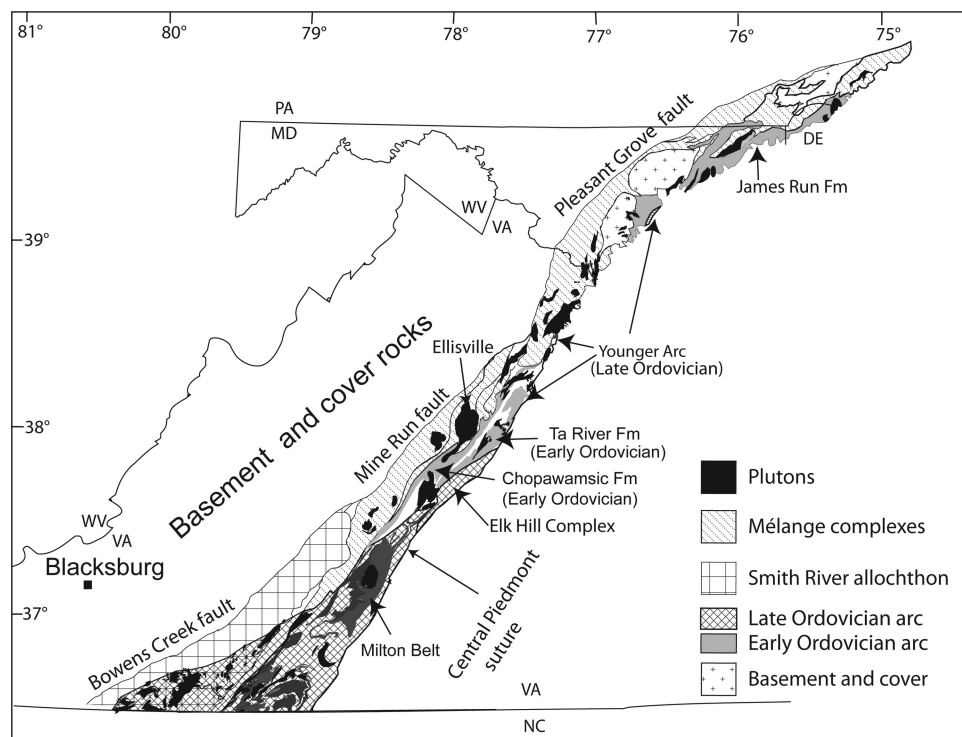 81°
80°
79°
78°
77°
76°
75°
PA
MD
Pleasant Grove fault
DE
James Run Fm
WV
VA
39°
Basement and cover rocks
Ellisville
Younger Arc
(Late Ordovician)
38°
Mine Run fault
Ta River Fm
(Early Ordovician)
Chopawamsic Fm
(Early Ordovician)
Elk Hill Complex
WV
VA
Blacksburg
37°
Bowens Creek fault
Milton Belt
Central Piedmont
suture
VA
NC
Plutons
Mélange complexes
Smith River allochthon
Late Ordovician arc
Early Ordovician arc
Basement and cover